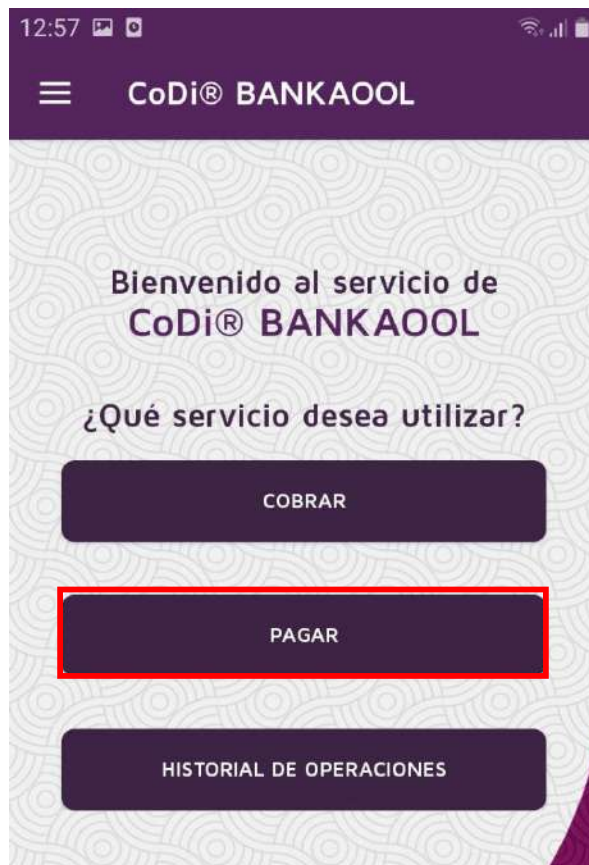 12:57
CoDi® BANKAOOL
Bienvenido al servicio de
CoDi® BANKAOOL
¿Qué servicio desea utilizar?
COBRAR
PAGAR
HISTORIAL DE OPERACIONES